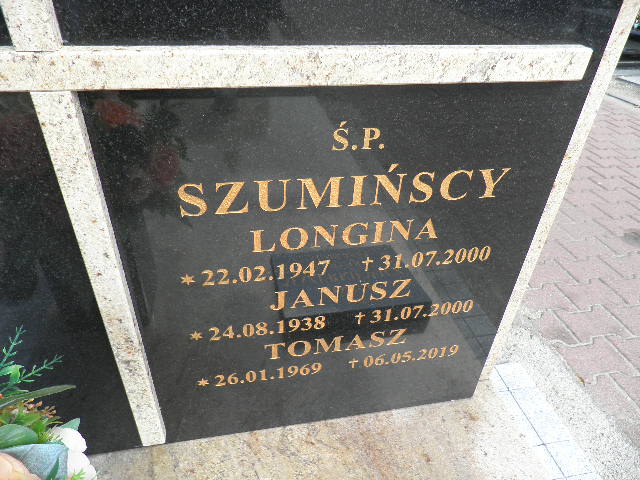 Ś.P.
SZUMIŃSCY
LONGINA
* 22.02.1947 † 31.07.2000
JANUSZ
* 24.08.1938 † 31.07.2000
TOMASZ
* 26.01.1969 † 06.05.2019